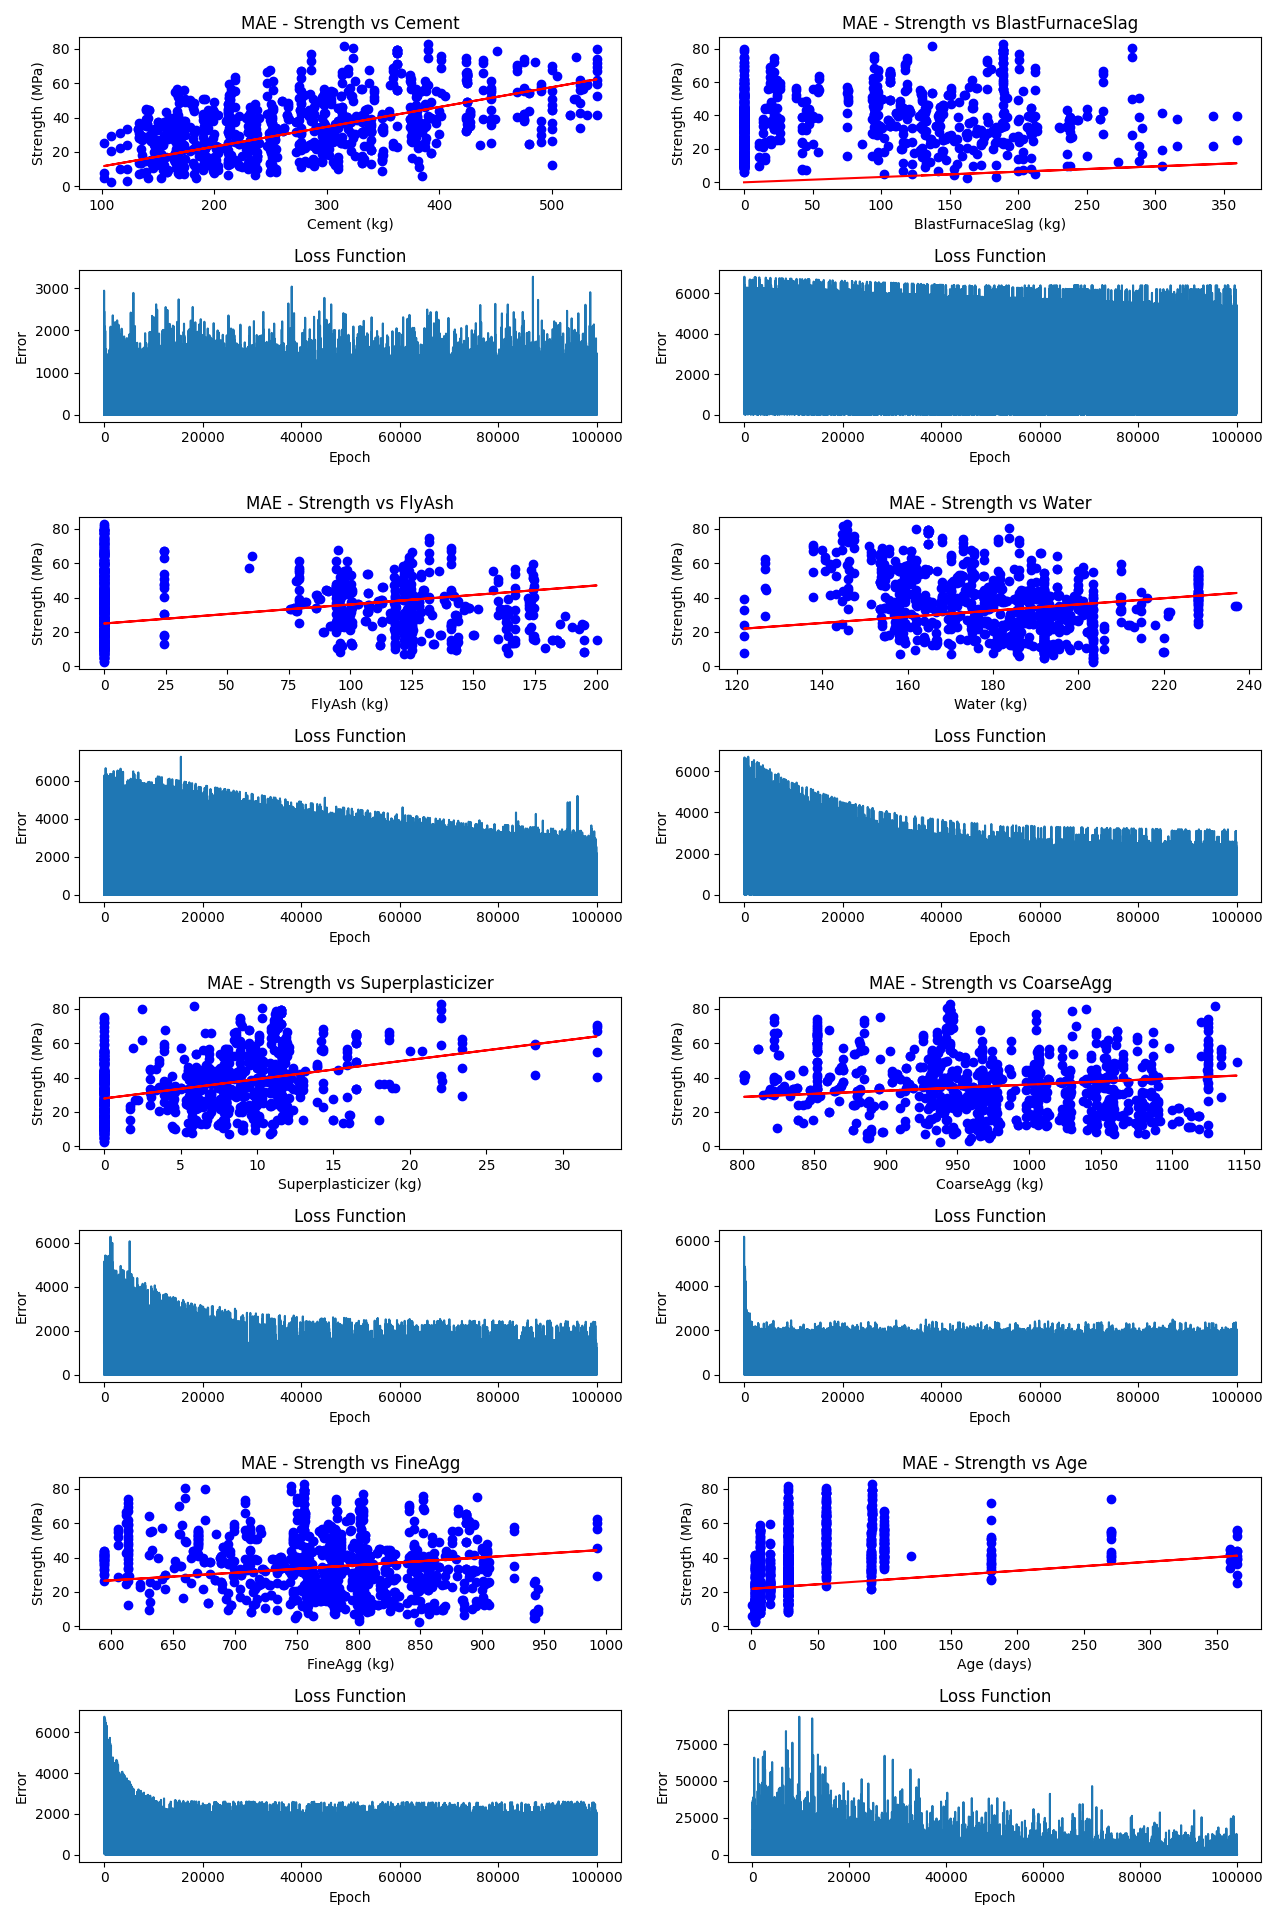 MAE - Strength vs Cement
Strength (MPa)
80
60
40
20
0
100 200 300 400 500
Cement (kg)
MAE - Strength vs BlastFurnaceSlag
Strength (MPa)
80
60
40
20
0
0 50 100 150 200 250 300 350
BlastFurnaceSlag (kg)
Loss Function
Error
3000
2000
1000
0
0 20000 40000 60000 80000 100000
Epoch
Loss Function
Error
6000
4000
2000
0
0 20000 40000 60000 80000 100000
Epoch
MAE - Strength vs FlyAsh
Strength (MPa)
80
60
40
20
0
0 25 50 75 100 125 150 175 200
FlyAsh (kg)
MAE - Strength vs Water
Strength (MPa)
80
60
40
20
0
120 140 160 180 200 220 240
Water (kg)
Loss Function
Error
6000
4000
2000
0
0 20000 40000 60000 80000 100000
Epoch
Loss Function
Error
6000
4000
2000
0
0 20000 40000 60000 80000 100000
Epoch
MAE - Strength vs Superplasticizer
Strength (MPa)
80
60
40
20
0
0 5 10 15 20 25 30
Superplasticizer (kg)
MAE - Strength vs CoarseAgg
Strength (MPa)
80
60
40
20
0
801 850 900 950 1000 1050 1100 1150
CoarseAgg (kg)
Loss Function
Error
6000
4000
2000
0
0 20000 40000 60000 80000 100000
Epoch
Loss Function
Error
6000
4000
2000
0
0 20000 40000 60000 80000 100000
Epoch
MAE - Strength vs FineAgg
Strength (MPa)
80
60
40
20
0
600 650 700 750 800 850 900 950 1000
FineAgg (kg)
MAE - Strength vs Age
Strength (MPa)
80
60
40
20
0
0 50 100 150 200 250 300 350
Age (days)
Loss Function
Error
6000
4000
2000
0
0 20000 40000 60000 80000 100000
Epoch
Loss Function
Error
75000
50000
25000
0
0 20000 40000 60000 80000 100000
Epoch